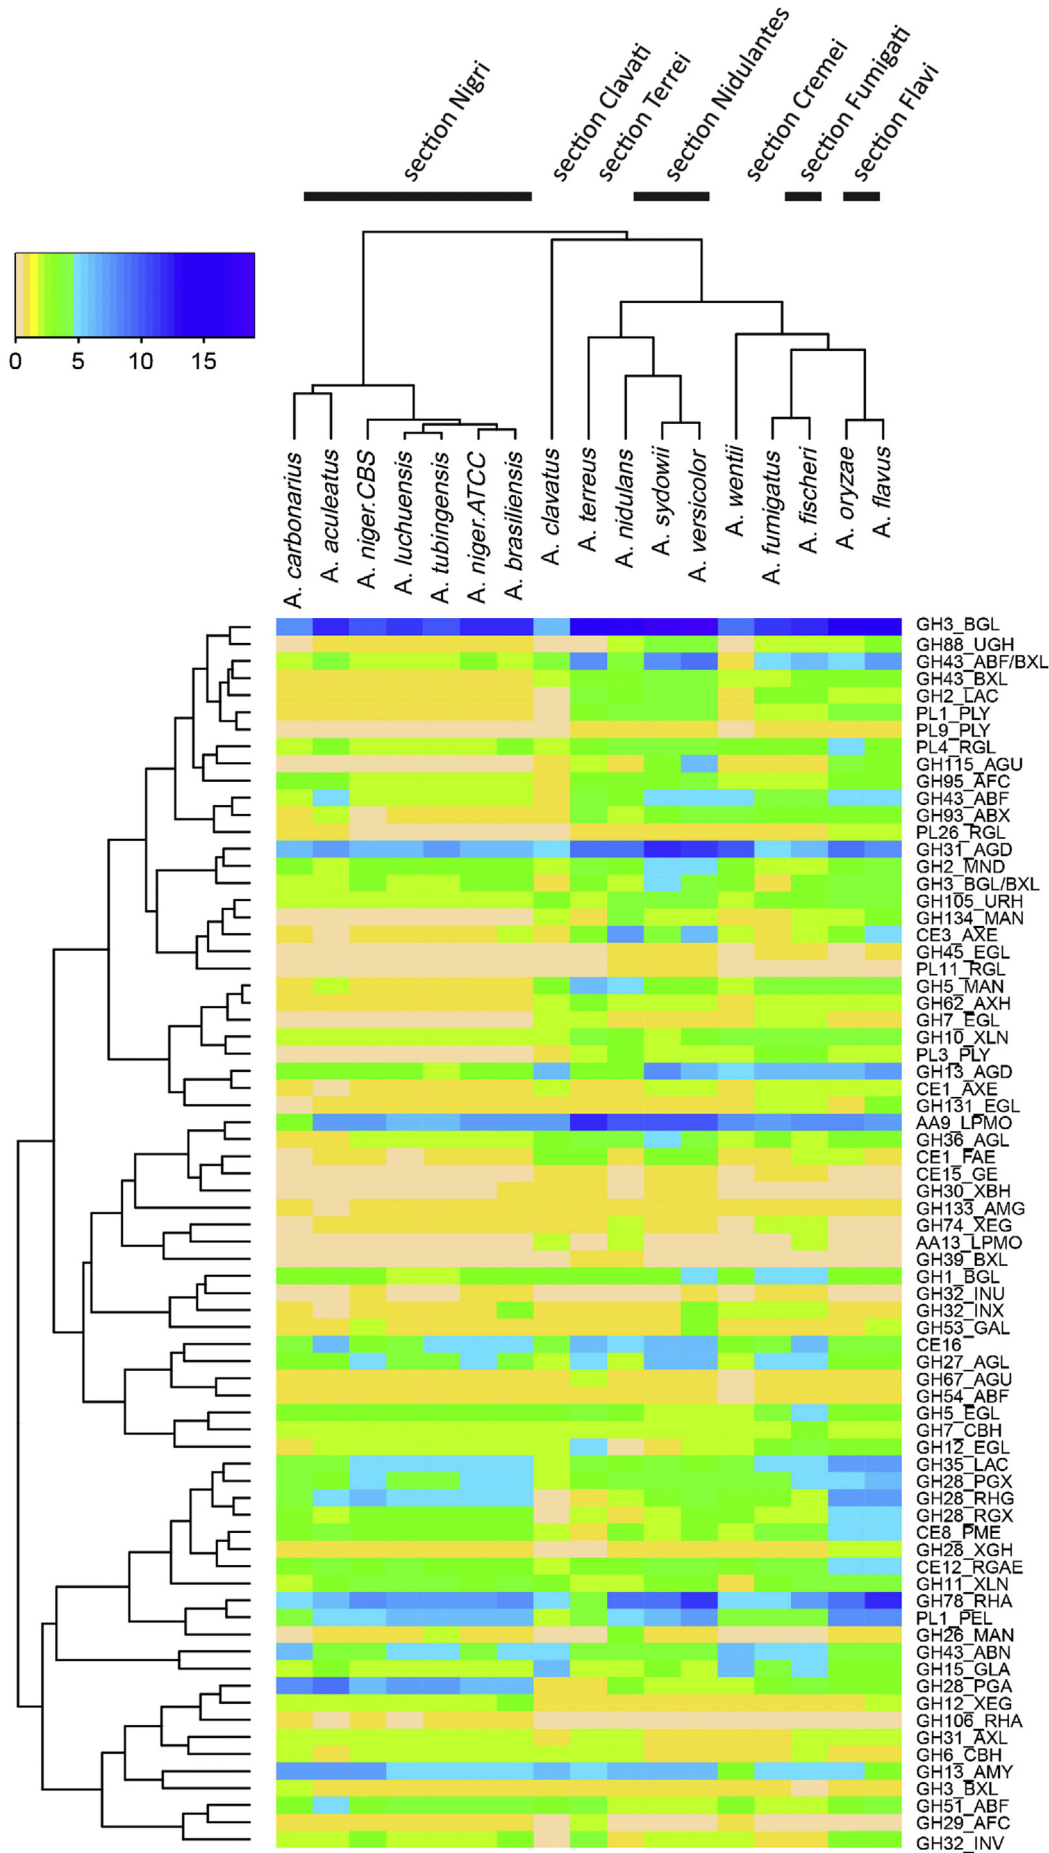 section Nigri
section Clavati
section Terrei
section Nidulantes
section Cremei
section Fumigati
section Flavi
0 5 10 15
A. carbonarius
A. aculeatus
A. niger.CBS
A. luchuensis
A. tubingensis
A. niger.ATCC
A. brasiliensis
A. clavatus
A. terreus
A. nidulans
A. sydowii
A. versicolor
A. wentii
A. fumigatus
A. fischeri
A. oryzae
A. flavus
GH3_BGL
GH88_UGH
GH43_ABF/BXL
GH43_BXL
GH2_LAC
PL1_PLY
PL9_PLY
PL4_RGL
GH115_AGU
GH95_AFC
GH43_ABF
GH93_ABX
PL26_RGL
GH31_AGD
GH2_MND
GH3_BGL/BXL
GH105_URH
GH134_MAN
CE3_AXE
GH45_EGL
PL11_RGL
GH5_MAN
GH62_AXH
GH7_EGL
GH10_XLN
PL3_PLY
GH13_AGD
CE1_AXE
GH131_EGL
AA9_LPMO
GH36_AGL
CE1_FAE
CE15_GE
GH30_XBH
GH133_AMG
GH74_XEG
AA13_LPMO
GH39_BXL
GH1_BGL
GH32_INU
GH32_INX
GH53_GAL
CE16
GH27_AGL
GH67_AGU
GH54_ABF
GH5_EGL
GH7_CBH
GH12_EGL
GH35_LAC
GH28_PGX
GH28_RHG
GH28_RGX
CE8_PME
GH28_XGH
CE12_RGAE
GH11_XLN
GH78_RHA
PL1_PEL
GH26_MAN
GH43_ABN
GH15_GLA
GH28_PGA
GH12_XEG
GH106_RHA
GH31_AXL
GH6_CBH
GH13_AMY
GH3_BXL
GH51_ABF
GH29_AFC
GH32_INV